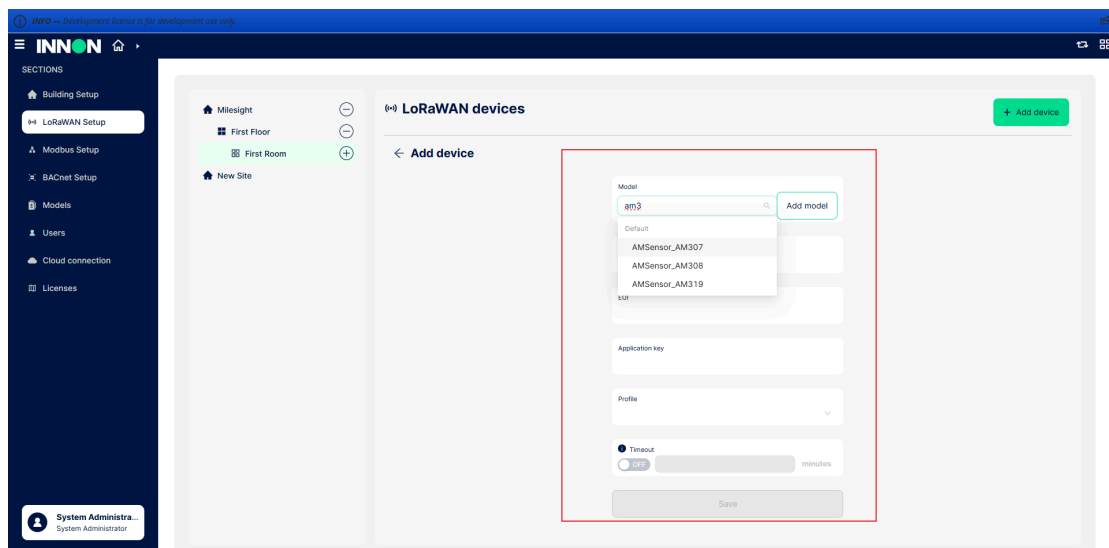 INFO — Development license is for development use only.
INNON
SECTIONS
Building Setup
LoRaWAN Setup
Modbus Setup
BACnet Setup
Models
Users
Cloud connection
Licenses
System Administra...
System Administrator
Milesight
First Floor
First Room
New Site
LoRaWAN devices
+ Add device
Add device
Model
am3
Add model
Default
AMSensor_AM307
AMSensor_AM308
AMSensor_AM319
EUI
Application key
Profile
Timeout
OFF
minutes
Save